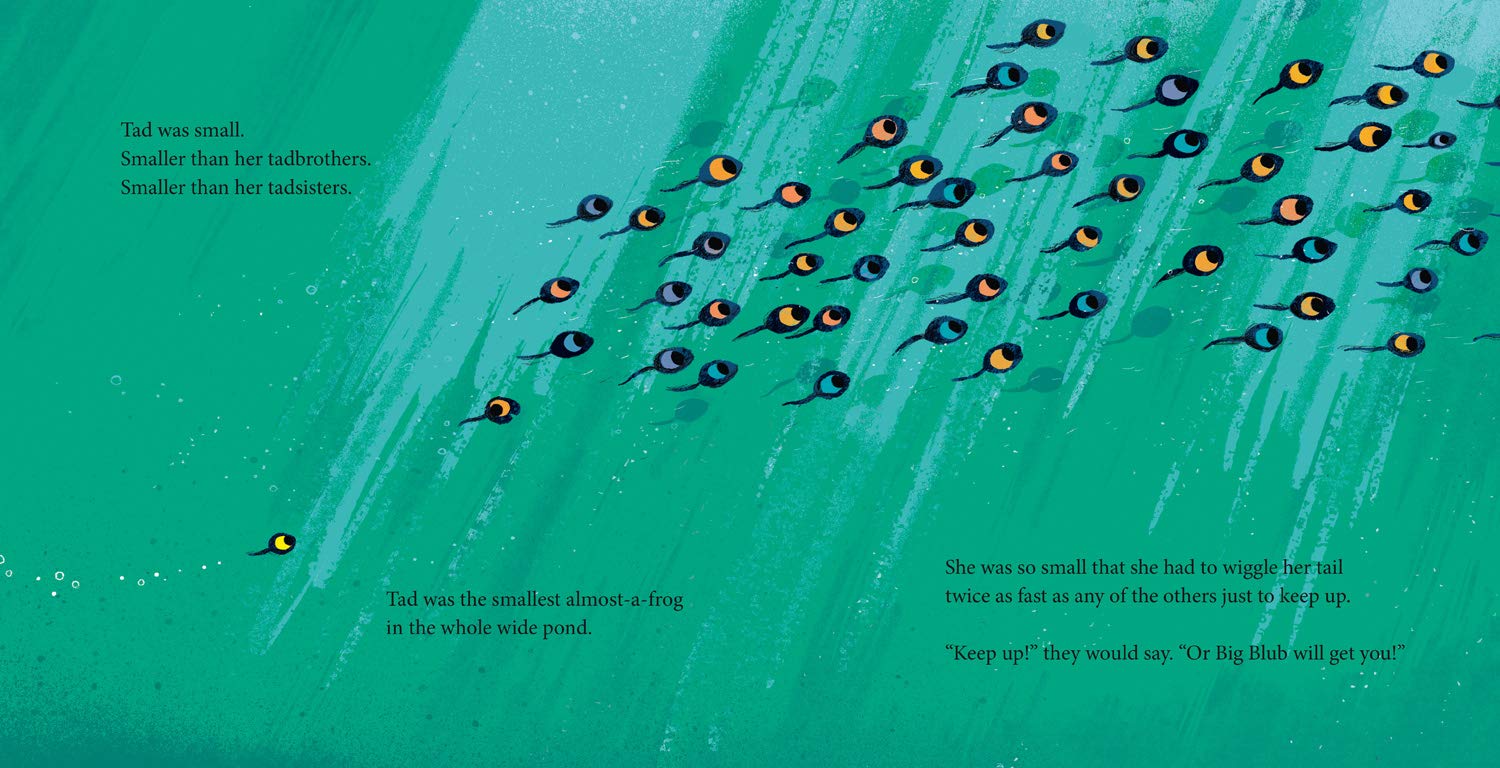 Tad was small.
Smaller than her tadbrothers.
Smaller than her tadsisters.
Tad was the smallest almost-a-frog
in the whole wide pond.
She was so small that she had to wiggle her tail
twice as fast as any of the others just to keep up.
“Keep up!” they would say. “Or Big Blub will get you!”